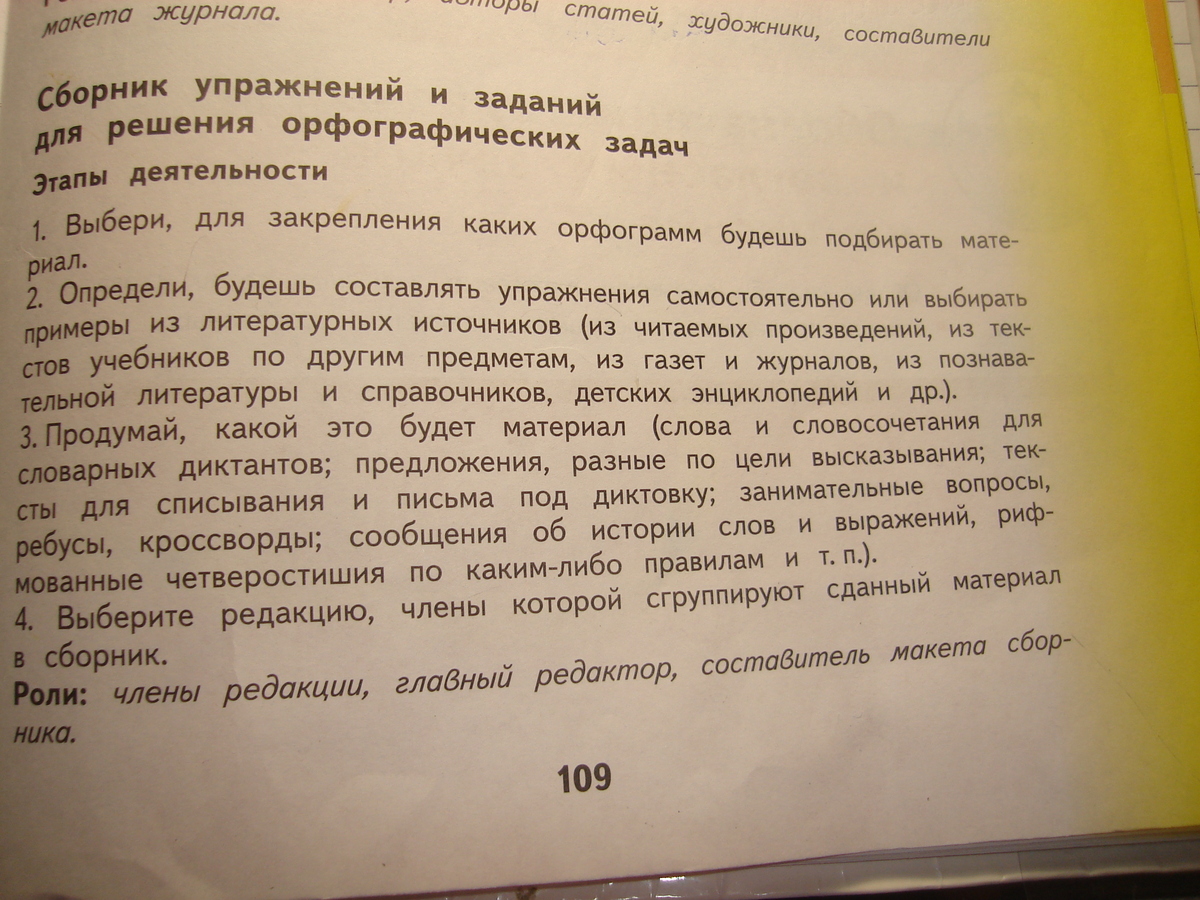 авторы статей, художники, составители
макета журнала.
Сборник упражнений и заданий
для решения орфографических задач
Этапы деятельности
1. Выбери, для закрепления каких орфограмм будешь подбирать мате-
риал.
2. Определи, будешь составлять упражнения самостоятельно или выбирать
примеры из литературных источников (из читаемых произведений, из тек-
стов учебников по другим предметам, из газет и журналов, из познава-
тельной литературы и справочников, детских энциклопедий и др.).
3. Продумай, какой это будет материал (слова и словосочетания для
словарных диктантов; предложения, разные по цели высказывания; тек-
сты для списывания и письма под диктовку; занимательные вопросы,
ребусы, кроссворды; сообщения об истории слов и выражений, риф-
мованные четверостишия по каким-либо правилам и т. п.).
4. Выберите редакцию, члены которой сгруппируют сданный материал
в сборник.
Роли: члены редакции, главный редактор, составитель макета сбор-
ника.
109